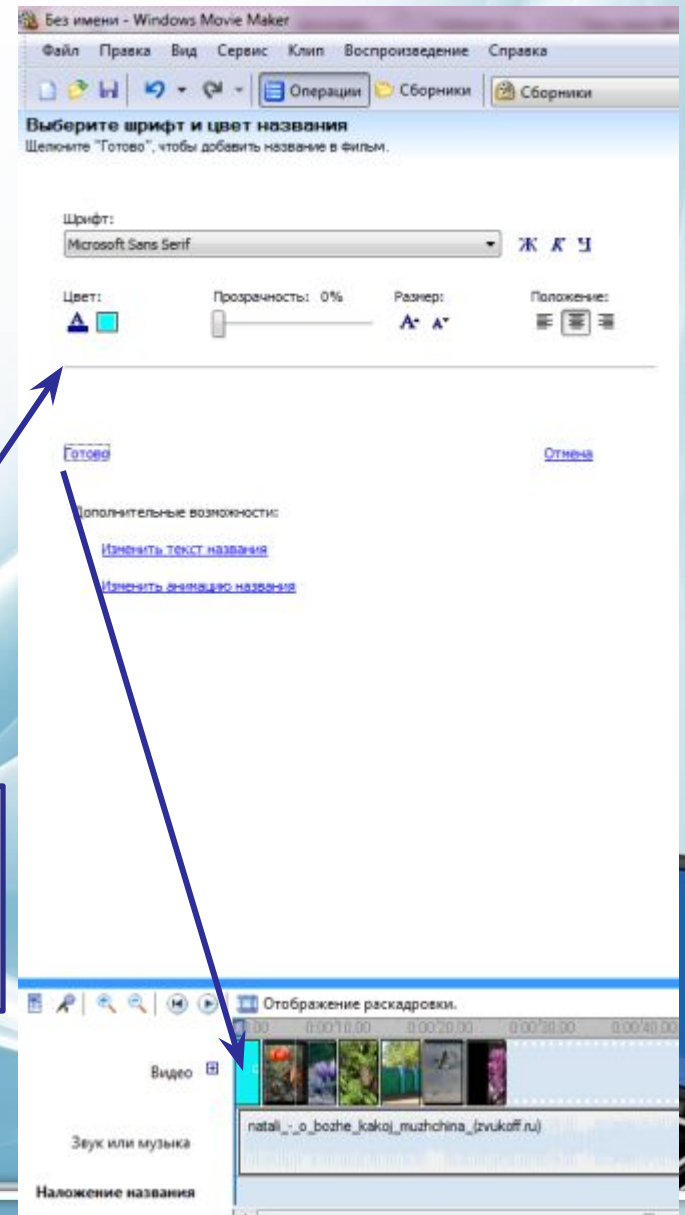 Без имени - Windows Movie Maker
Файл Правка Вид Сервис Клип Воспроизведение Справка
Операции Сборники Сборники
Выберите шрифт и цвет названия
Щелкните "Готово", чтобы добавить название в фильм.
Шрифт:
Microsoft Sans Serif Ж К Ч
Цвет: Прозрачность: 0% Размер: Положение:
Готово Отмена
Дополнительные возможности:
Изменить текст названия
Изменить анимацию названия
Отображение раскадровки.
0:00'10,00 0:00'20,00 0:00'30,00 0:00'40,00
Видео
natali_-_o_bozhe_kakoj_muzhchina_(zvukoff.ru)
Звук или музыка
Наложение названия